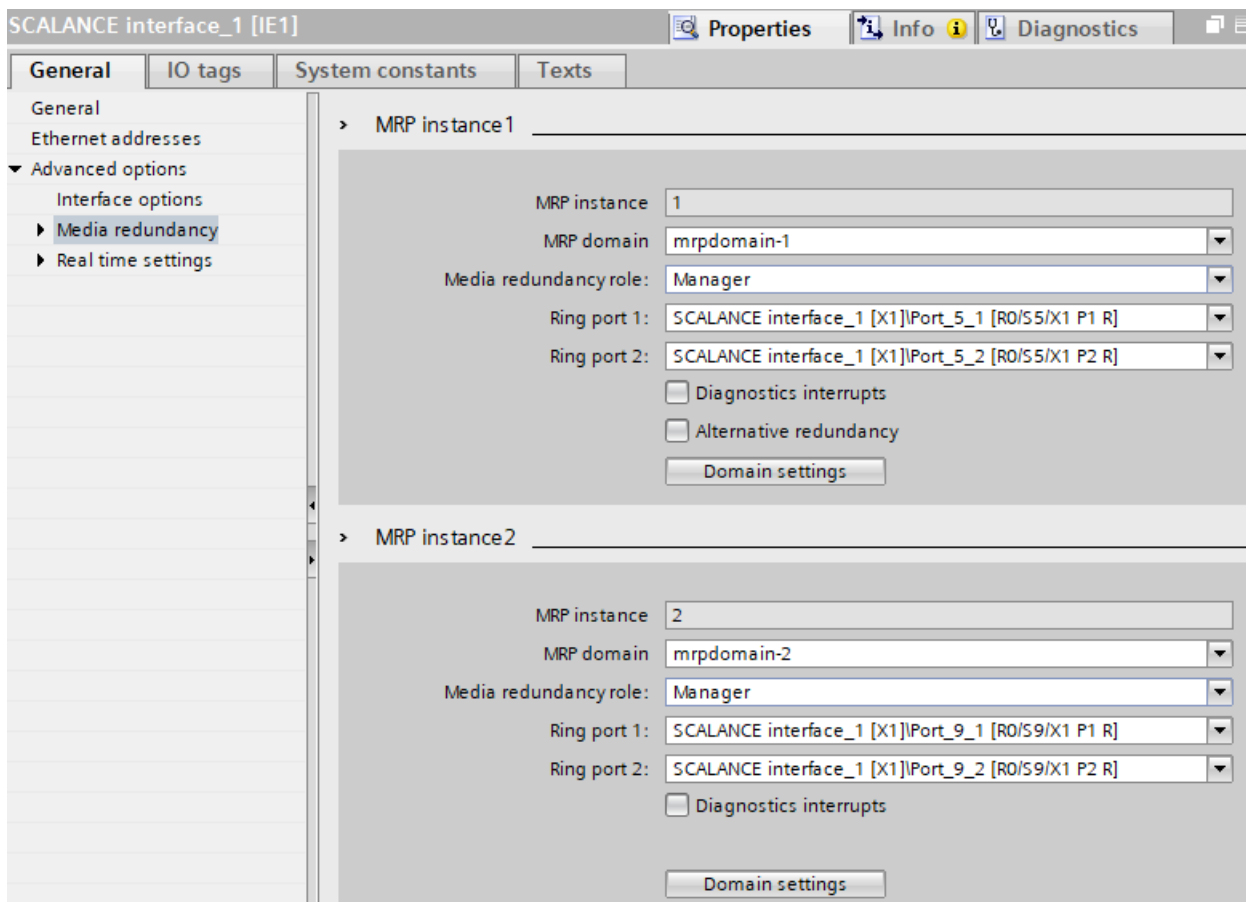 SCALANCE interface_1 [IE1]
Properties
Info
Diagnostics
General
IO tags
System constants
Texts
General
Ethernet addresses
Advanced options
Interface options
Media redundancy
Real time settings
MRP instance1
MRP instance 1
MRP domain mrpdomain-1
Media redundancy role: Manager
Ring port 1: SCALANCE interface_1 [X1]\Port_5_1 [R0/S5/X1 P1 R]
Ring port 2: SCALANCE interface_1 [X1]\Port_5_2 [R0/S5/X1 P2 R]
Diagnostics interrupts
Alternative redundancy
Domain settings
MRP instance2
MRP instance 2
MRP domain mrpdomain-2
Media redundancy role: Manager
Ring port 1: SCALANCE interface_1 [X1]\Port_9_1 [R0/S9/X1 P1 R]
Ring port 2: SCALANCE interface_1 [X1]\Port_9_2 [R0/S9/X1 P2 R]
Diagnostics interrupts
Domain settings